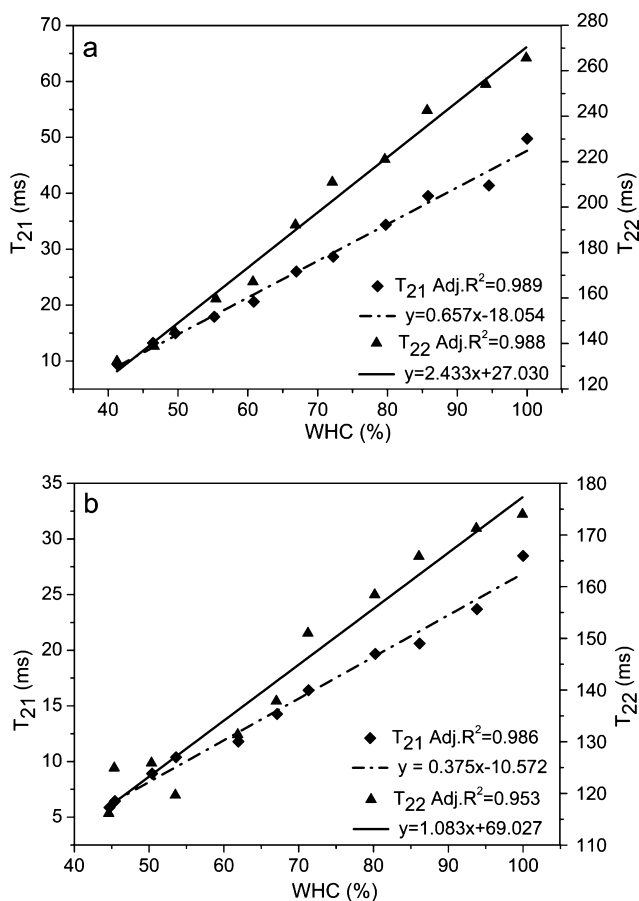 a
70
60
50
40
30
20
10
T21 (ms)
280
260
240
220
200
180
160
140
120
T22 (ms)
T21 Adj.R²=0.989
y=0.657x-18.054
T22 Adj.R²=0.988
y=2.433x+27.030
40 50 60 70 80 90 100
WHC (%)
b
35
30
25
20
15
10
5
T21 (ms)
180
170
160
150
140
130
120
110
T22 (ms)
T21 Adj.R²=0.986
y = 0.375x-10.572
T22 Adj.R²=0.953
y=1.083x+69.027
40 50 60 70 80 90 100
WHC (%)